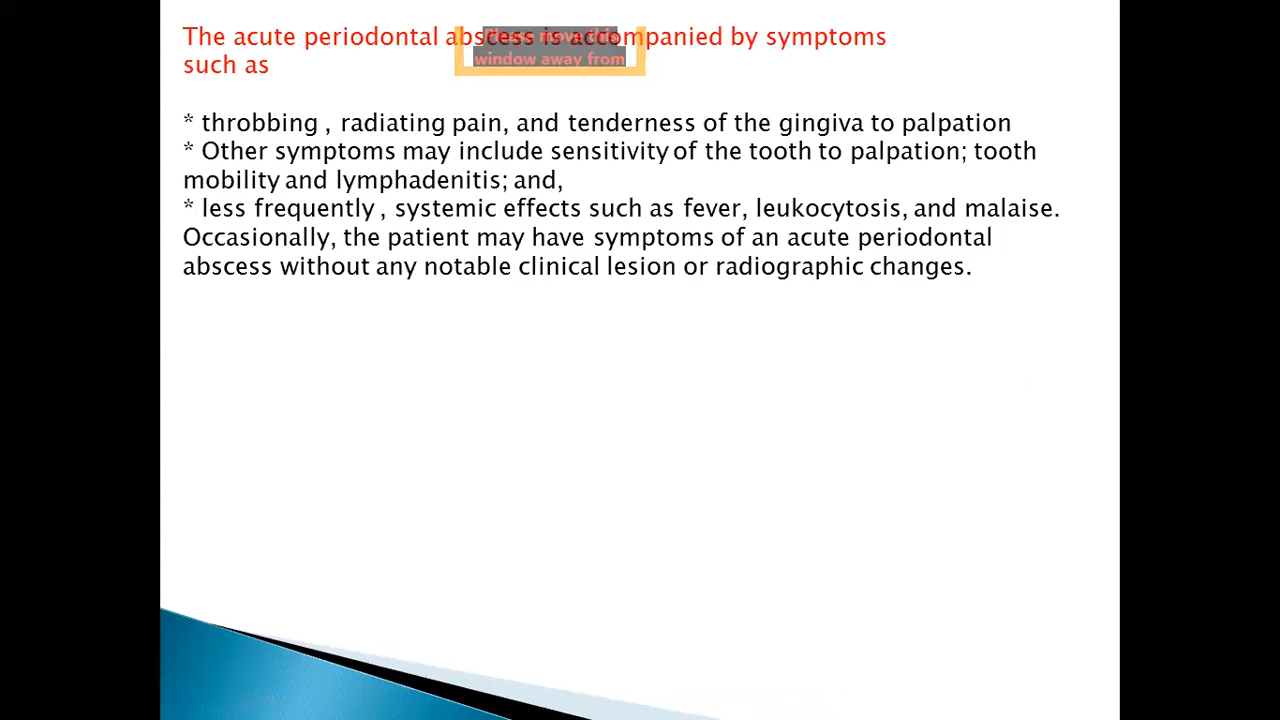 The acute periodontal abscess is accompanied by symptoms
such as
Please move this
window away from
* throbbing , radiating pain, and tenderness of the gingiva to palpation
* Other symptoms may include sensitivity of the tooth to palpation; tooth
mobility and lymphadenitis; and,
* less frequently , systemic effects such as fever, leukocytosis, and malaise.
Occasionally, the patient may have symptoms of an acute periodontal
abscess without any notable clinical lesion or radiographic changes.